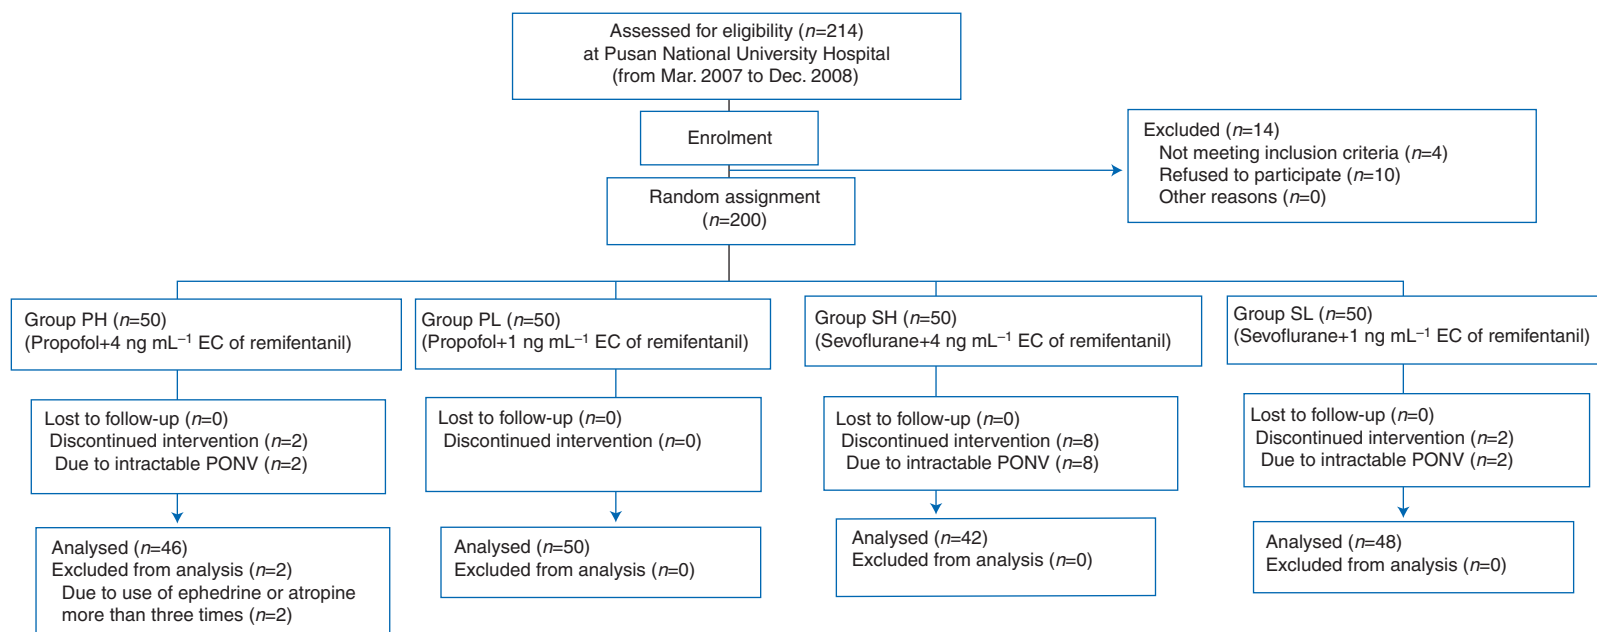 Assessed for eligibility (n=214)
at Pusan National University Hospital
(from Mar. 2007 to Dec. 2008)
Enrolment
Excluded (n=14)
Not meeting inclusion criteria (n=4)
Refused to participate (n=10)
Other reasons (n=0)
Random assignment
(n=200)
Group PH (n=50)
(Propofol+4 ng mL⁻¹ EC of remifentanil)
Group PL (n=50)
(Propofol+1 ng mL⁻¹ EC of remifentanil)
Group SH (n=50)
(Sevoflurane+4 ng mL⁻¹ EC of remifentanil)
Group SL (n=50)
(Sevoflurane+1 ng mL⁻¹ EC of remifentanil)
Lost to follow-up (n=0)
Discontinued intervention (n=2)
Due to intractable PONV (n=2)
Lost to follow-up (n=0)
Discontinued intervention (n=0)
Lost to follow-up (n=0)
Discontinued intervention (n=8)
Due to intractable PONV (n=8)
Lost to follow-up (n=0)
Discontinued intervention (n=2)
Due to intractable PONV (n=2)
Analysed (n=46)
Excluded from analysis (n=2)
Due to use of ephedrine or atropine
more than three times (n=2)
Analysed (n=50)
Excluded from analysis (n=0)
Analysed (n=42)
Excluded from analysis (n=0)
Analysed (n=48)
Excluded from analysis (n=0)